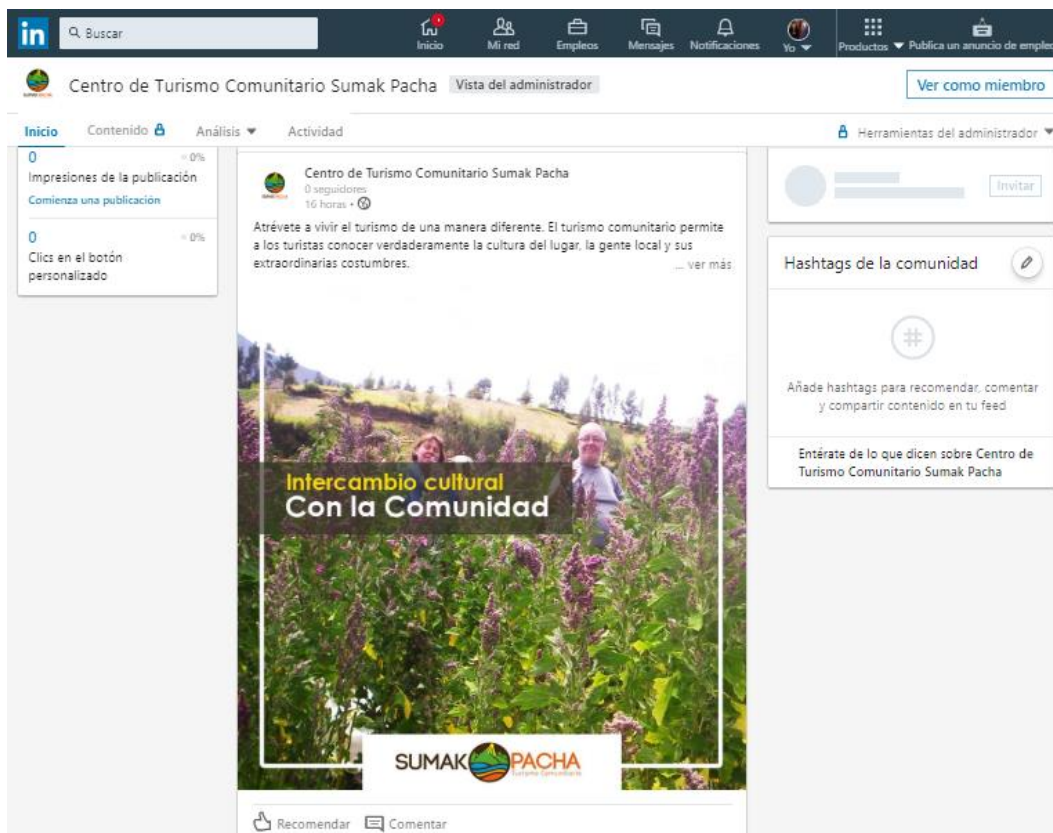 in
Buscar
Inicio
Mi red
Empleos
Mensajes
Notificaciones
Yo
Productos
Publica un anuncio de empleo
Centro de Turismo Comunitario Sumak Pacha
Vista del administrador
Ver como miembro
Inicio
Contenido
Análisis
Actividad
Herramientas del administrador
0
0%
Impresiones de la publicación
Comienza una publicación
0
0%
Clics en el botón
personalizado
Centro de Turismo Comunitario Sumak Pacha
0 seguidores
16 horas •
Atrévete a vivir el turismo de una manera diferente. El turismo comunitario permite
a los turistas conocer verdaderamente la cultura del lugar, la gente local y sus
extraordinarias costumbres.
... ver más
Intercambio cultural
Con la Comunidad
SUMAK PACHA
Turismo Comunitario
Recomendar
Comentar
Invitar
Hashtags de la comunidad
#
Añade hashtags para recomendar, comentar
y compartir contenido en tu feed
Entérate de lo que dicen sobre Centro de
Turismo Comunitario Sumak Pacha